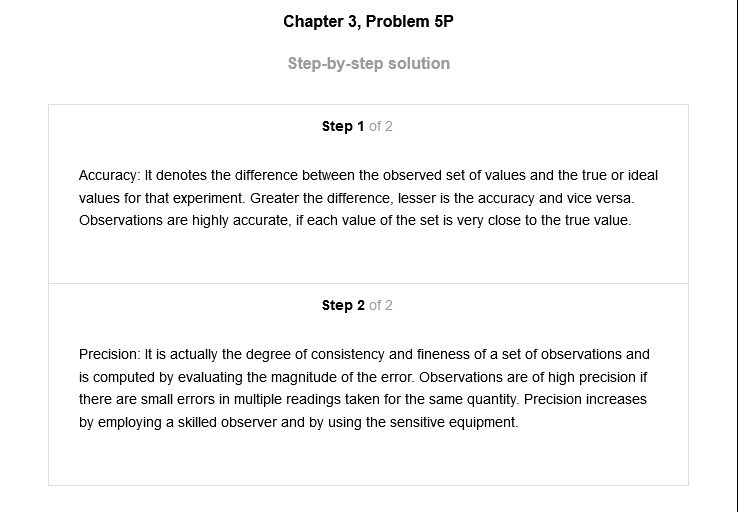 Chapter 3, Problem 5P
Step-by-step solution
Step 1 of 2
Accuracy: It denotes the difference between the observed set of values and the true or ideal
values for that experiment. Greater the difference, lesser is the accuracy and vice versa.
Observations are highly accurate, if each value of the set is very close to the true value.
Step 2 of 2
Precision: It is actually the degree of consistency and fineness of a set of observations and
is computed by evaluating the magnitude of the error. Observations are of high precision if
there are small errors in multiple readings taken for the same quantity. Precision increases
by employing a skilled observer and by using the sensitive equipment.